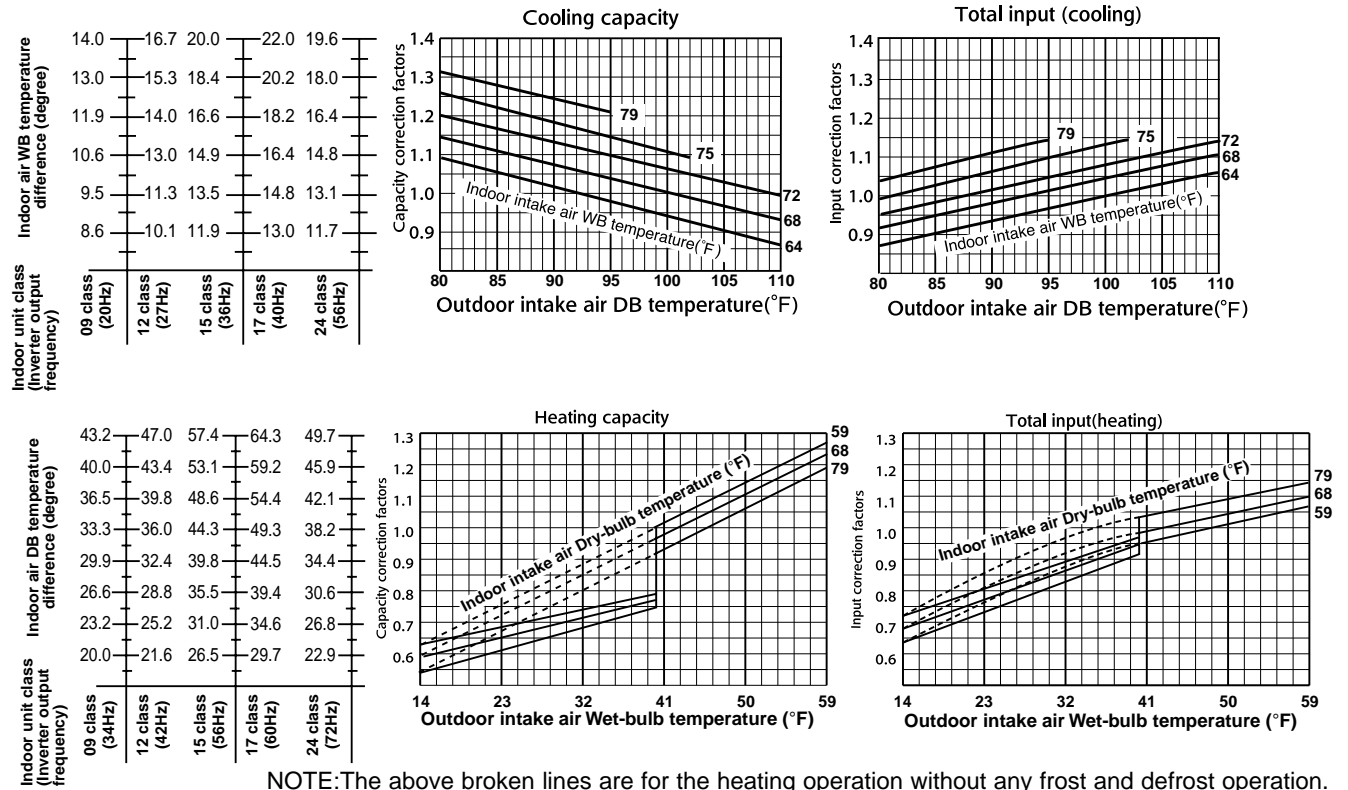 Cooling capacity
Total input (cooling)
Indoor air WB temperature
difference (degree)
14.0 16.7 20.0 22.0 19.6
13.0 15.3 18.4 20.2 18.0
11.9 14.0 16.6 18.2 16.4
10.6 13.0 14.9 16.4 14.8
9.5 11.3 13.5 14.8 13.1
8.6 10.1 11.9 13.0 11.7
Indoor unit class
(Inverter output
frequency)
09 class
(20Hz)
12 class
(27Hz)
15 class
(36Hz)
17 class
(40Hz)
24 class
(56Hz)
Capacity correction factors
1.4
1.3
1.2
1.1
1.0
0.9
79
75
72
68
64
Indoor intake air WB temperature(°F)
80 85 90 95 100 105 110
Outdoor intake air DB temperature(°F)
Input correction factors
1.4
1.3
1.2
1.1
1.0
0.9
79
75
72
68
64
Indoor intake air WB temperature(°F)
80 85 90 95 100 105 110
Outdoor intake air DB temperature(°F)
Heating capacity
Total input(heating)
Indoor air DB temperature
difference (degree)
43.2 47.0 57.4 64.3 49.7
40.0 43.4 53.1 59.2 45.9
36.5 39.8 48.6 54.4 42.1
33.3 36.0 44.3 49.3 38.2
29.9 32.4 39.8 44.5 34.4
26.6 28.8 35.5 39.4 30.6
23.2 25.2 31.0 34.6 26.8
20.0 21.6 26.5 29.7 22.9
Indoor unit class
(Inverter output
frequency)
09 class
(34Hz)
12 class
(42Hz)
15 class
(56Hz)
17 class
(60Hz)
24 class
(72Hz)
Capacity correction factors
1.3
1.2
1.1
1.0
0.9
0.8
0.7
0.6
Indoor intake air Dry-bulb temperature (°F)
59
68
79
14 23 32 41 50 59
Outdoor intake air Wet-bulb temperature (°F)
Input correction factors
1.3
1.2
1.1
1.0
0.9
0.8
0.7
0.6
Indoor intake air Dry-bulb temperature (°F)
79
68
59
14 23 32 41 50 59
Outdoor intake air Wet-bulb temperature (°F)
NOTE:The above broken lines are for the heating operation without any frost and defrost operation.